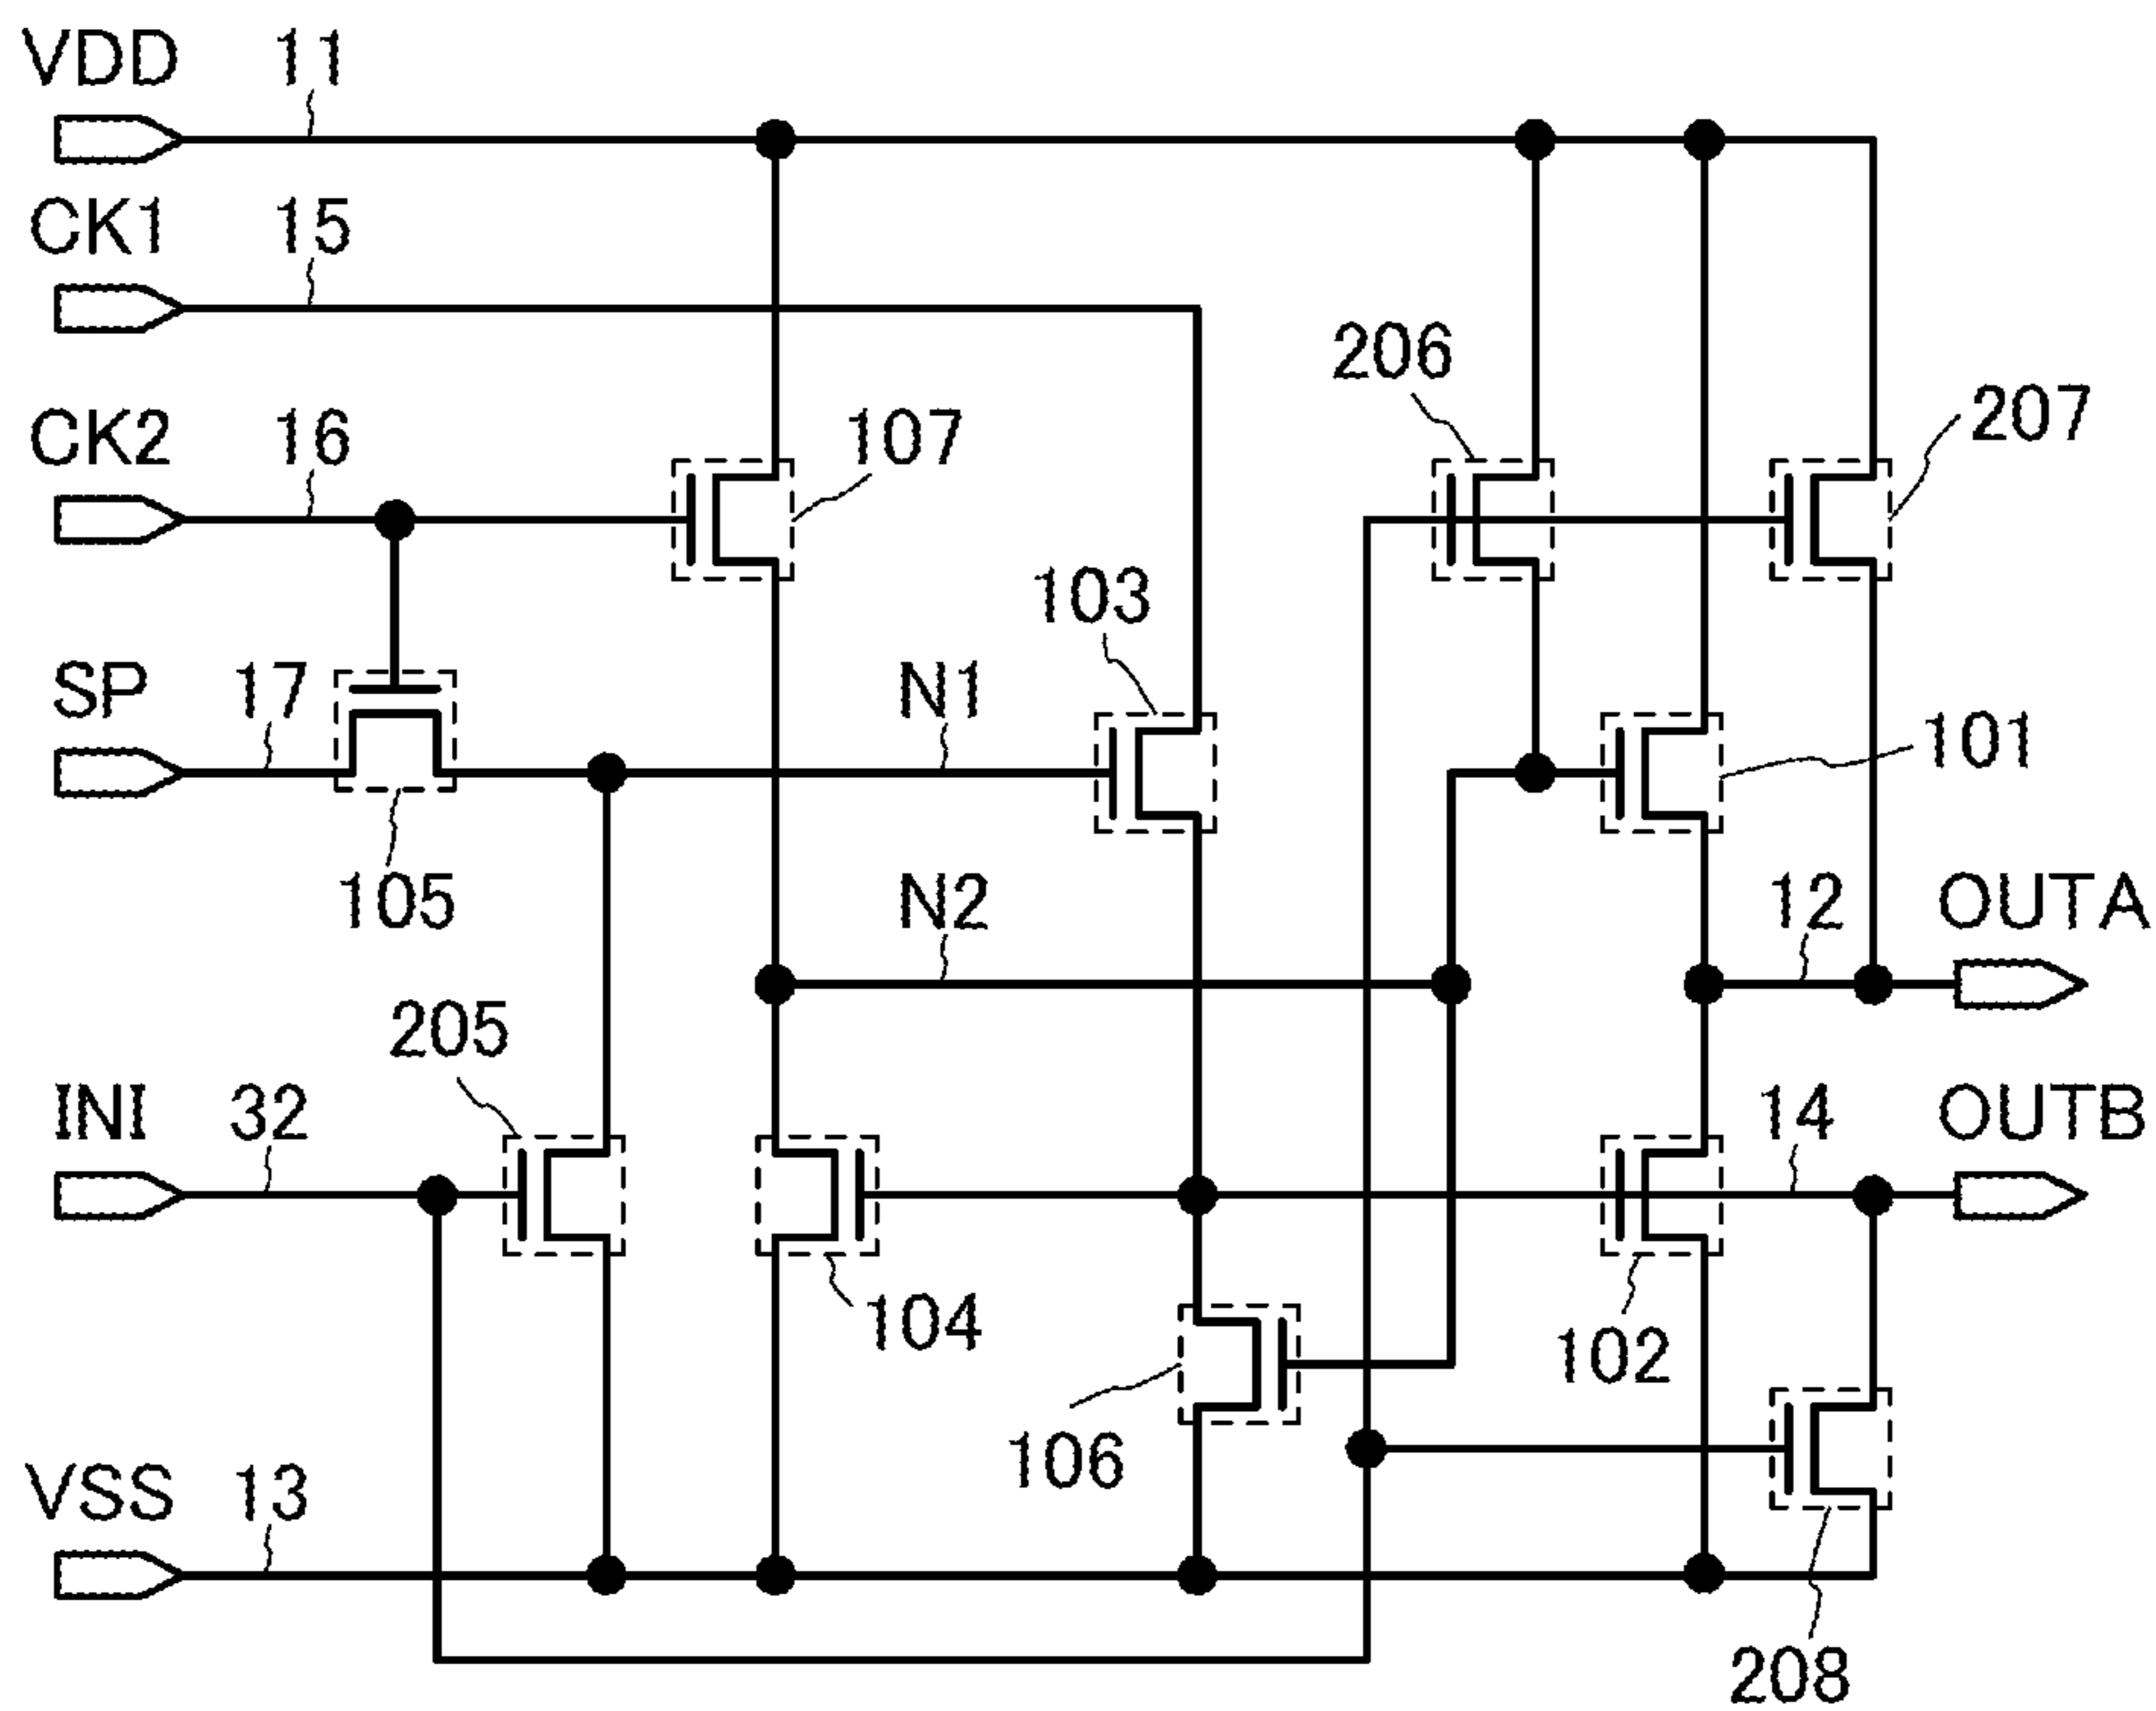 VDD 11
CK1 15
206
207
CK2 16 107
103
SP 17 N1
101
105 N2 12 OUTA
205
INI 32 14 OUTB
104
102
106
VSS 13
208